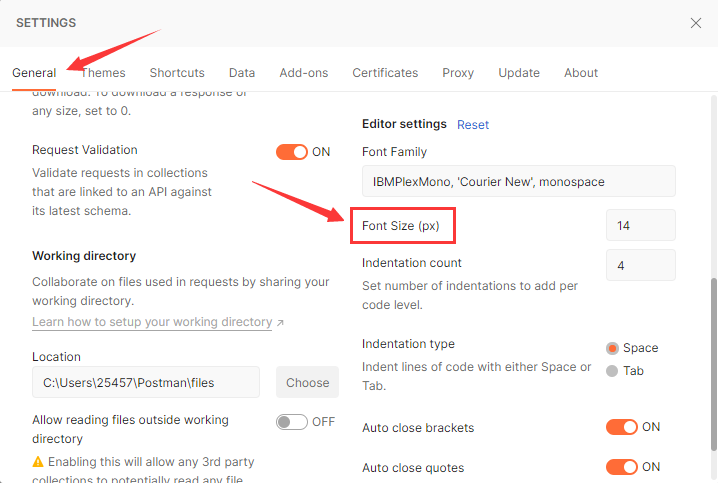 SETTINGS
General Themes Shortcuts Data Add-ons Certificates Proxy Update About
download. To download a response of
any size, set to 0.
Request Validation ON
Validate requests in collections
that are linked to an API against
its latest schema.
Working directory
Collaborate on files used in requests by sharing your
working directory.
Learn how to setup your working directory ↗
Location
C:\Users\25457\Postman\files Choose
Allow reading files outside working
directory OFF
Enabling this will allow any 3rd party
collections to potentially read any file
Editor settings Reset
Font Family
IBMPlexMono, 'Courier New', monospace
Font Size (px) 14
Indentation count 4
Set number of indentations to add per
code level.
Indentation type Space
Indent lines of code with either Space or
Tab. Tab
Auto close brackets ON
Auto close quotes ON